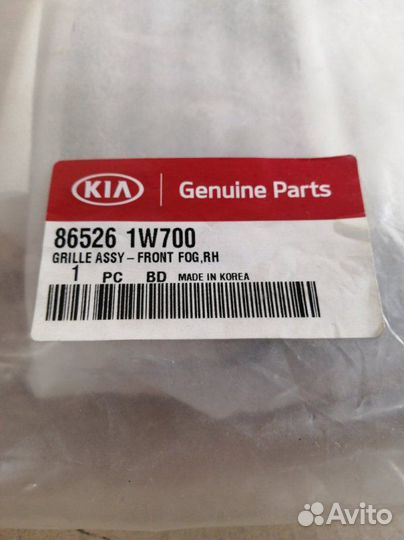 KIA Genuine Parts
86526 1W700
GRILLE ASSY-FRONT FOG,RH
1 PC BD MADE IN KOREA
Avito